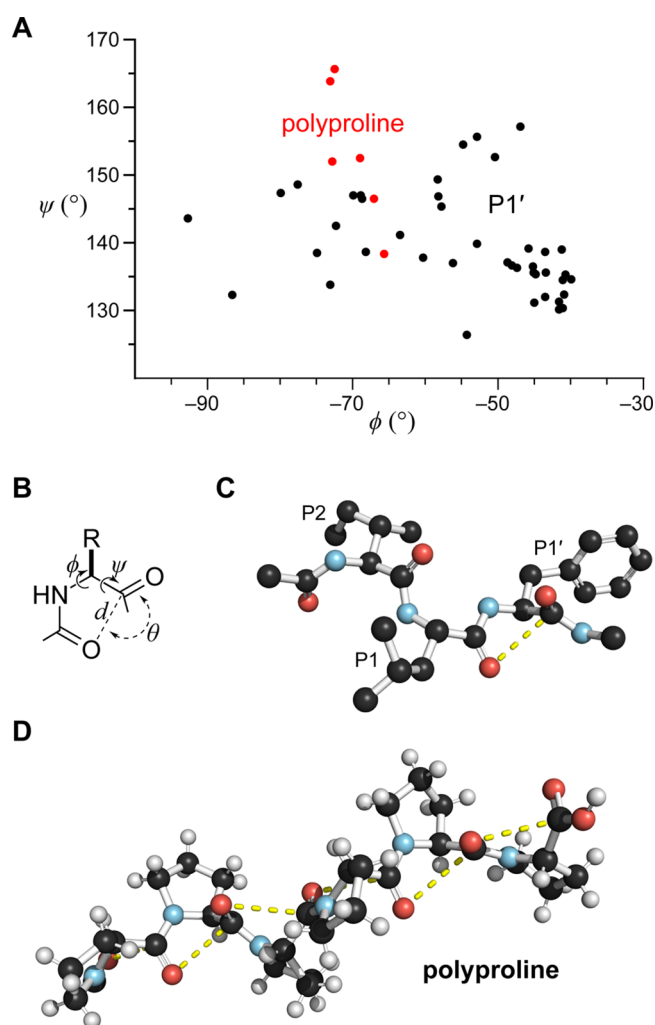 A
170
160
polyproline
150
ψ (°)
P1′
140
130
−90
−70
−50
−30
ϕ (°)
B
C
R
ϕ
ψ
HN
O
d
O
θ
P2
P1′
P1
D
polyproline